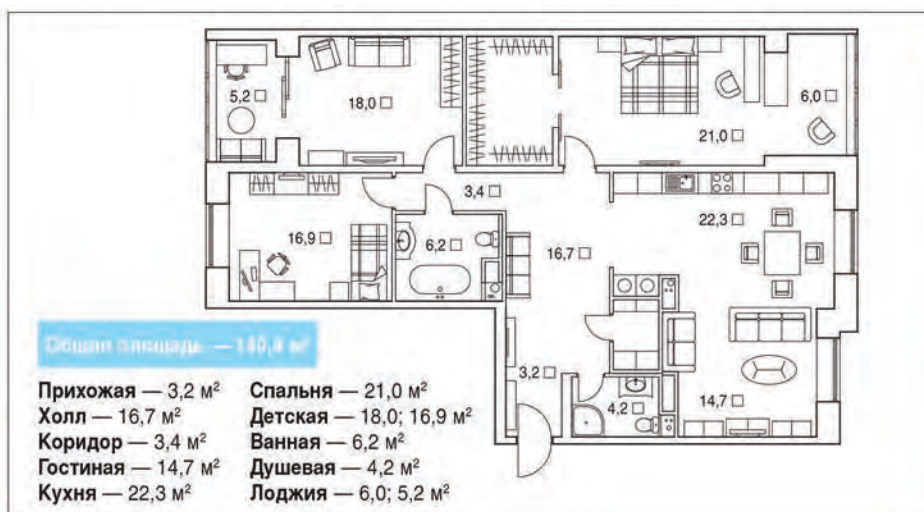 5,2
18,0
21,0
6,0
3,4
22,3
16,9
6,2
16,7
3,2
4,2
14,7
Общая площадь —
Прихожая — 3,2 м²
Холл — 16,7 м²
Коридор — 3,4 м²
Гостиная — 14,7 м²
Кухня — 22,3 м²
Спальня — 21,0 м²
Детская — 18,0; 16,9 м²
Ванная — 6,2 м²
Душевая — 4,2 м²
Лоджия — 6,0; 5,2 м²